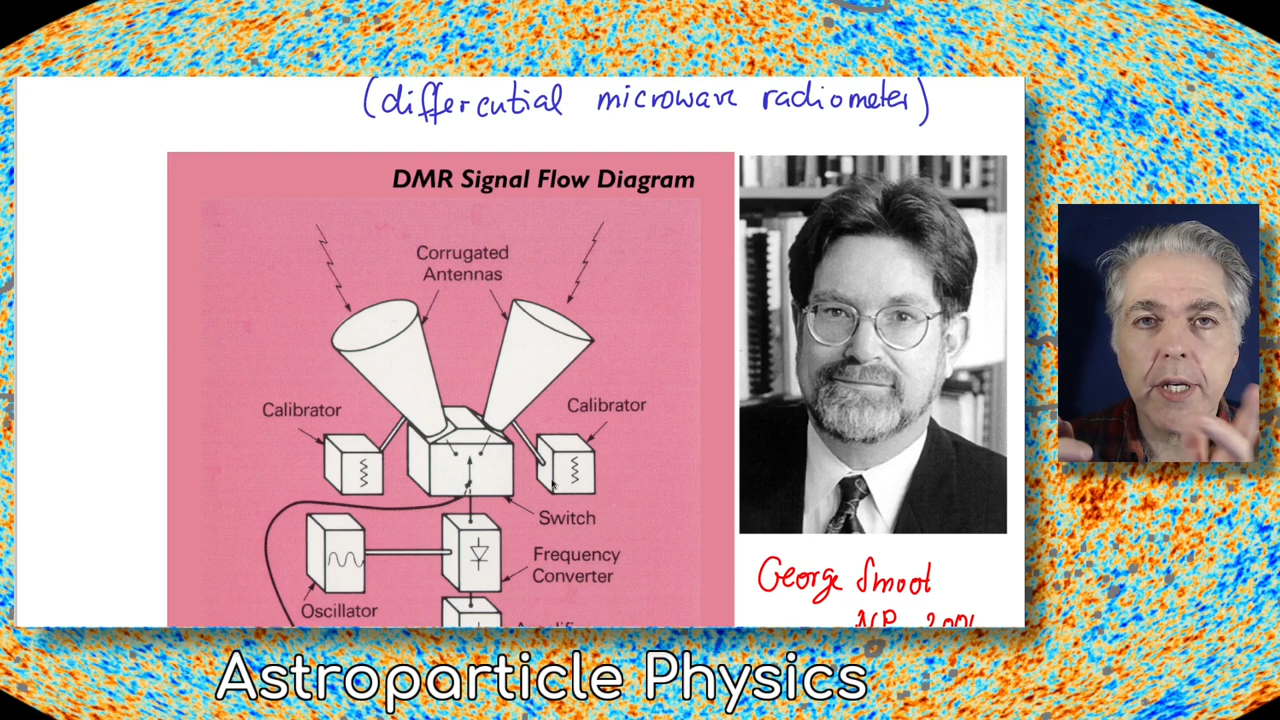 (differential microwave radiometer)
DMR Signal Flow Diagram
Corrugated
Antennas
Calibrator
Calibrator
Switch
Frequency
Converter
Oscillator
George Smoot
Astroparticle Physics